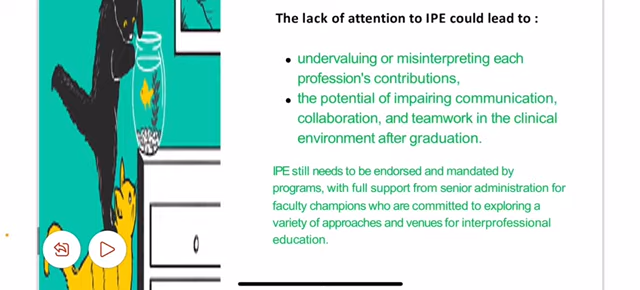 The lack of attention to IPE could lead to :
• undervaluing or misinterpreting each
profession's contributions,
• the potential of impairing communication,
collaboration, and teamwork in the clinical
environment after graduation.
IPE still needs to be endorsed and mandated by
programs, with full support from senior administration for
faculty champions who are committed to exploring a
variety of approaches and venues for interprofessional
education.